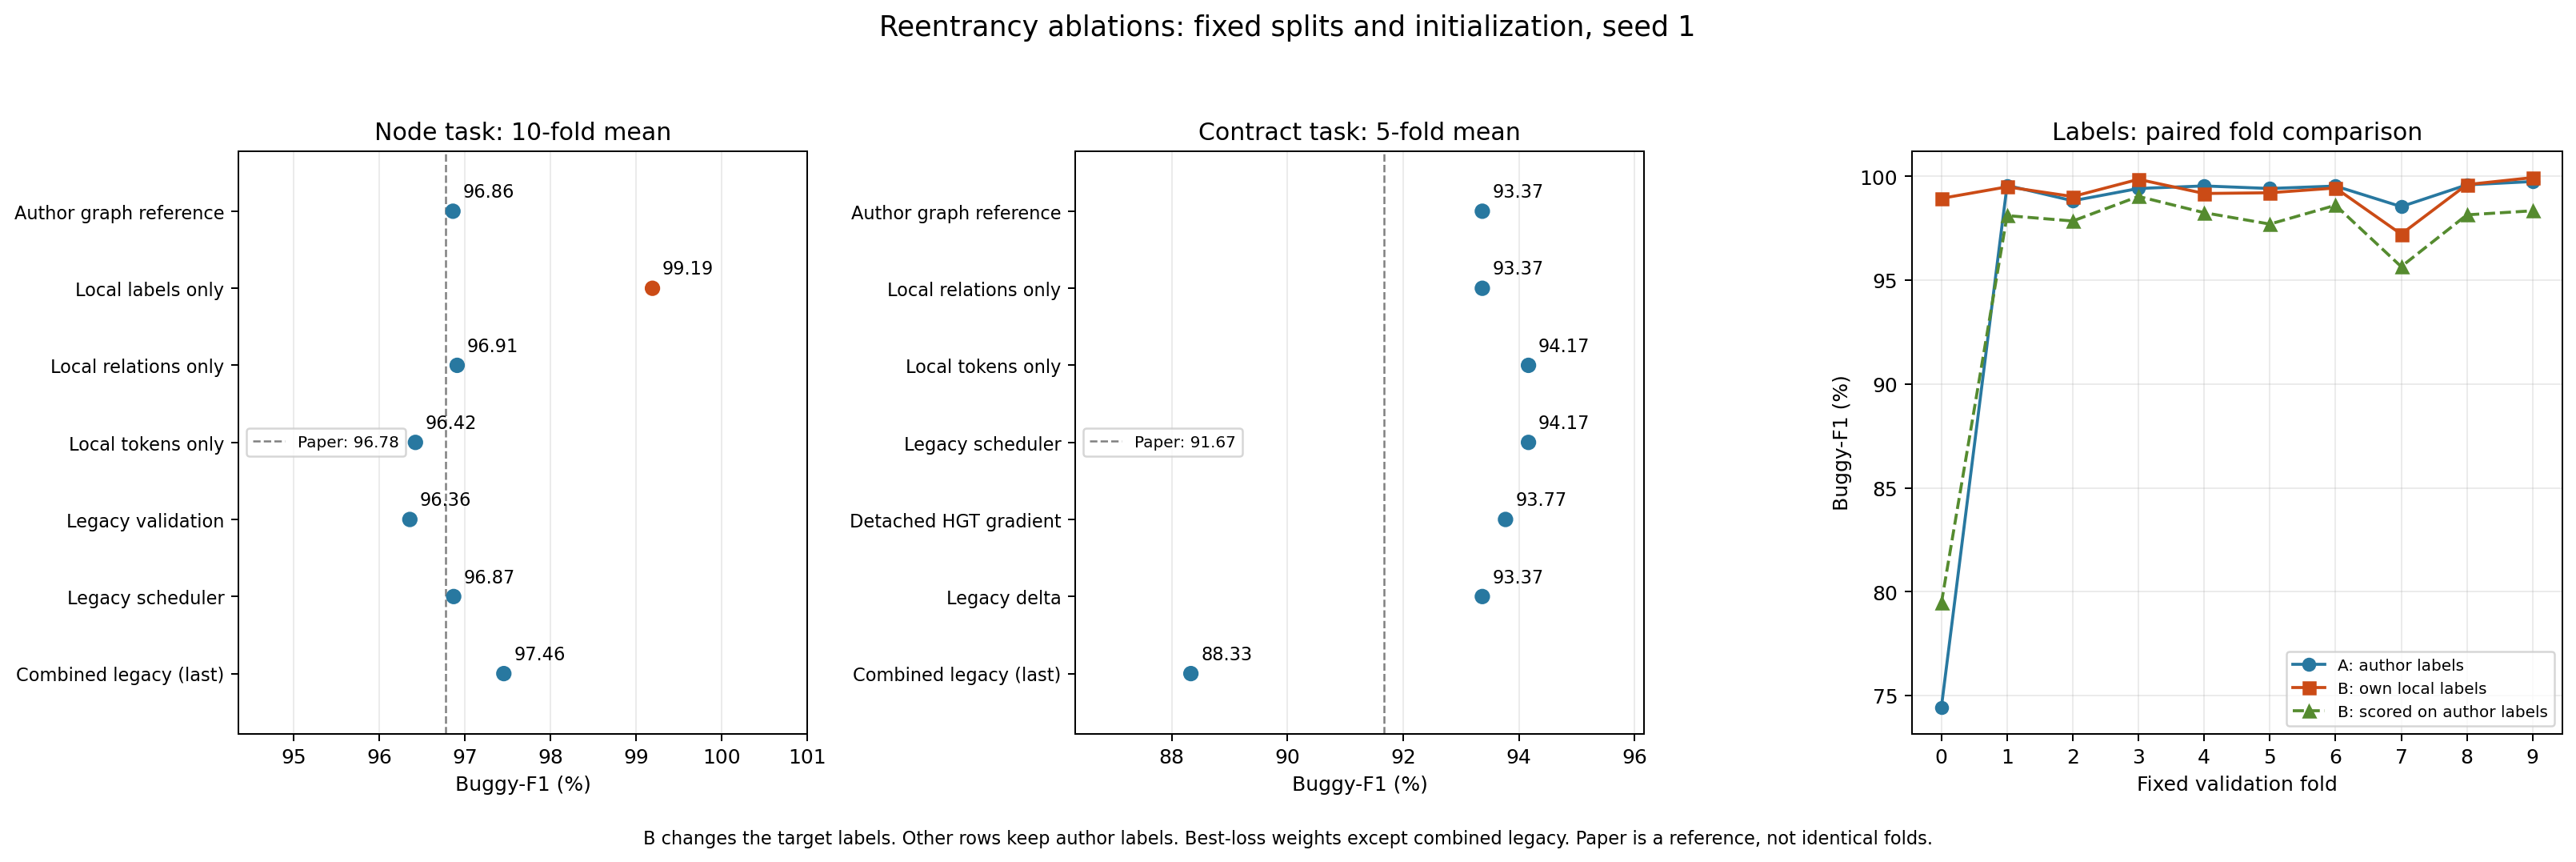 Reentrancy ablations: fixed splits and initialization, seed 1
Node task: 10-fold mean
Author graph reference
Local labels only
Local relations only
Local tokens only
Legacy validation
Legacy scheduler
Combined legacy (last)
96.86
99.19
96.91
96.42
96.36
96.87
97.46
Paper: 96.78
95 96 97 98 99 100 101
Buggy-F1 (%)
Contract task: 5-fold mean
Author graph reference
Local relations only
Local tokens only
Legacy scheduler
Detached HGT gradient
Legacy delta
Combined legacy (last)
93.37
93.37
94.17
94.17
93.77
93.37
88.33
Paper: 91.67
88 90 92 94 96
Buggy-F1 (%)
Labels: paired fold comparison
Buggy-F1 (%)
100
95
90
85
80
75
A: author labels
B: own local labels
B: scored on author labels
0 1 2 3 4 5 6 7 8 9
Fixed validation fold
B changes the target labels. Other rows keep author labels. Best-loss weights except combined legacy. Paper is a reference, not identical folds.